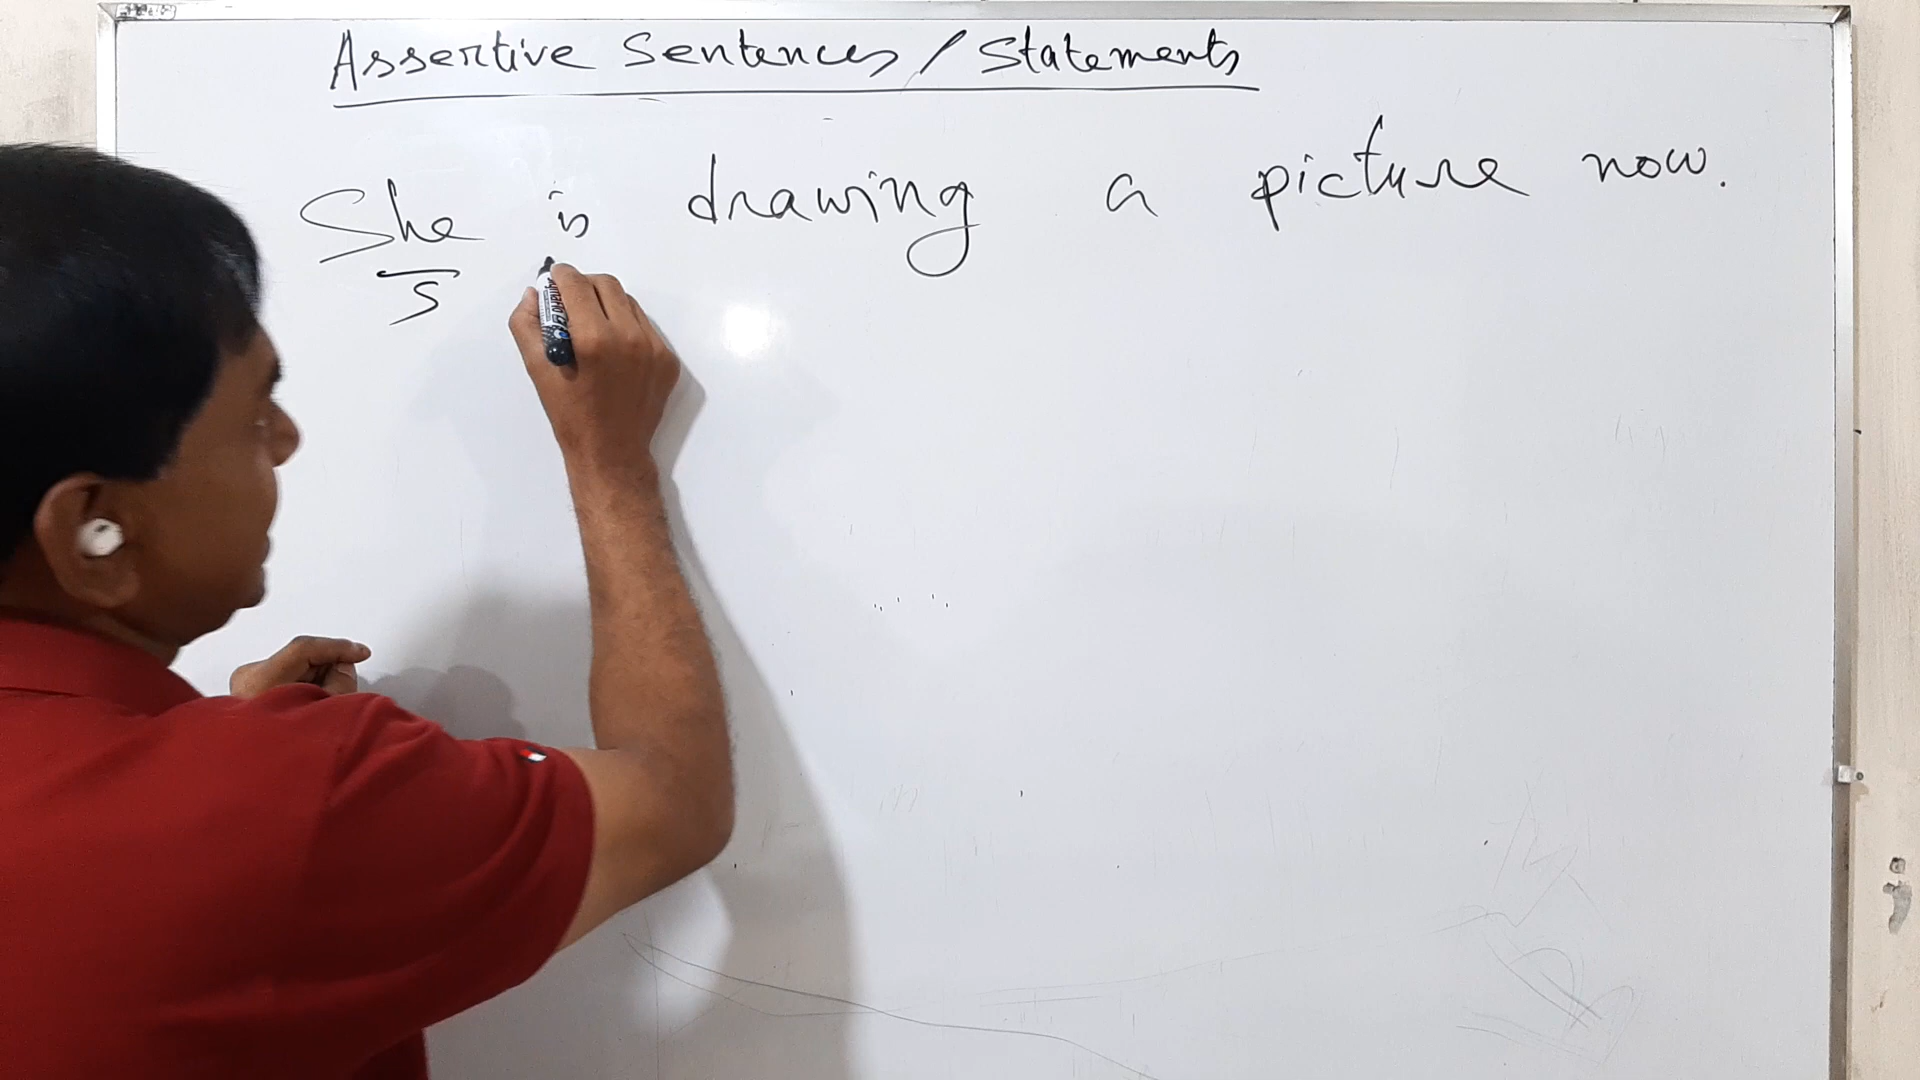 Assertive Sentences / Statements
She is drawing a picture now.
S